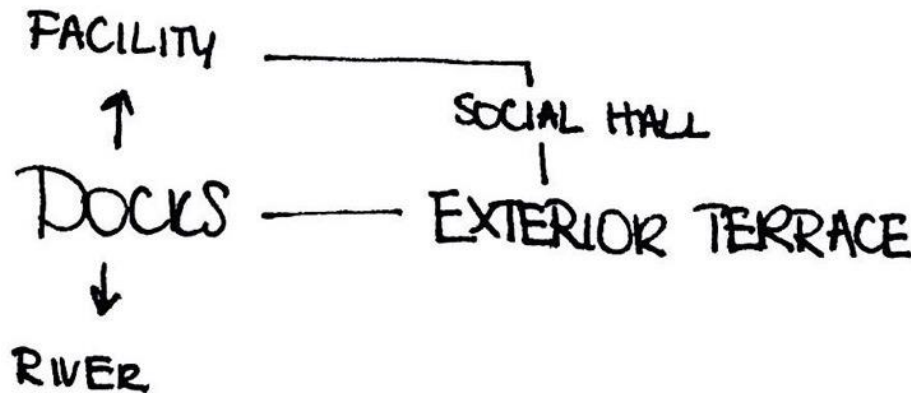 FACILITY
SOCIAL HALL
DOCKS
EXTERIOR TERRACE
RIVER